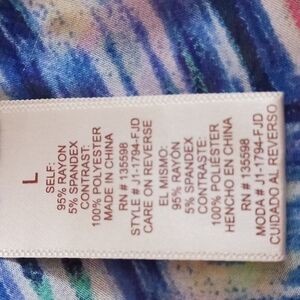 L
SELF:
95% RAYON
5% SPANDEX
CONTRAST:
100% POLYESTER
MADE IN CHINA
RN # 135598
STYLE # J1-1794-FJD
CARE ON REVERSE
EL MISMO:
95% RAYÓN
5% SPANDEX
CONTRASTE:
100% POLIÉSTER
HENCHO EN CHINA
RN # 135598
MODA # J1-1794-FJD
CUIDADO AL REVERSO